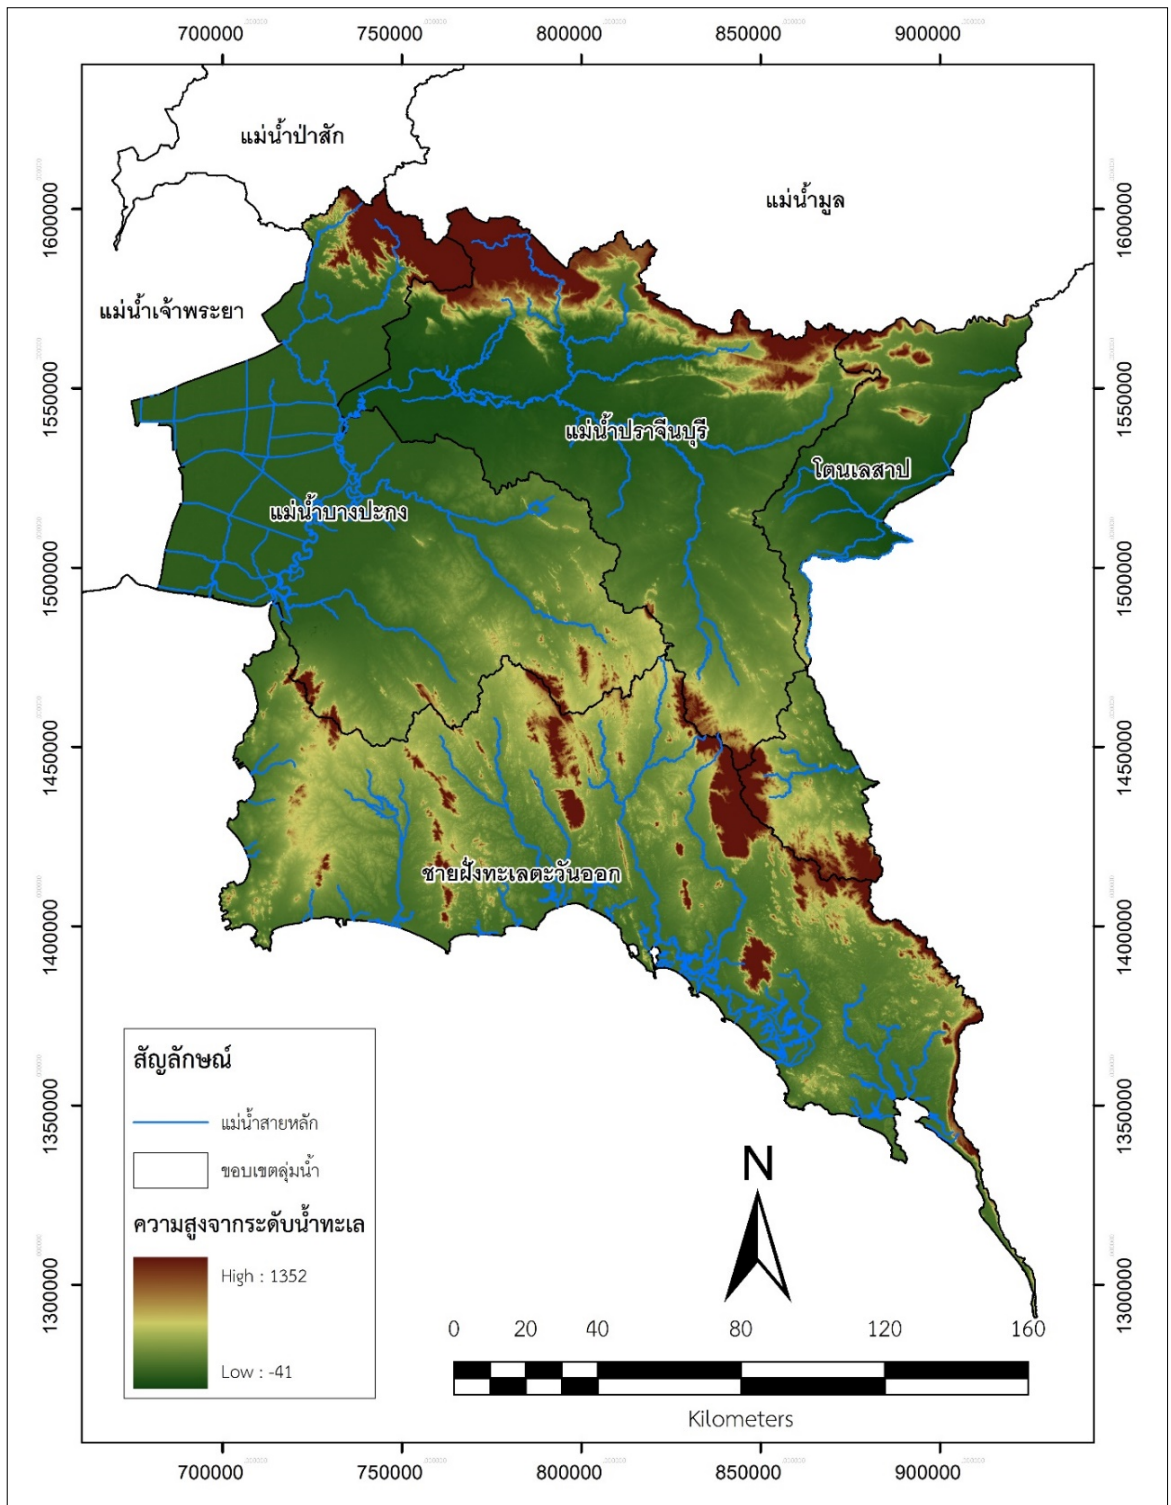 700000 750000 800000 850000 900000
แม่น้ำป่าสัก
แม่น้ำมูล
1600000 1600000
แม่น้ำเจ้าพระยา
1550000 1550000
แม่น้ำปราจีนบุรี
โตนเลสาป
แม่น้ำบางปะกง
1500000 1500000
1450000 1450000
ชายฝั่งทะเลตะวันออก
1400000 1400000
1350000 1350000
1300000 1300000
สัญลักษณ์
แม่น้ำสายหลัก
ขอบเขตลุ่มน้ำ
ความสูงจากระดับน้ำทะเล
High : 1352
Low : -41
N
0 20 40 80 120 160
Kilometers
700000 750000 800000 850000 900000